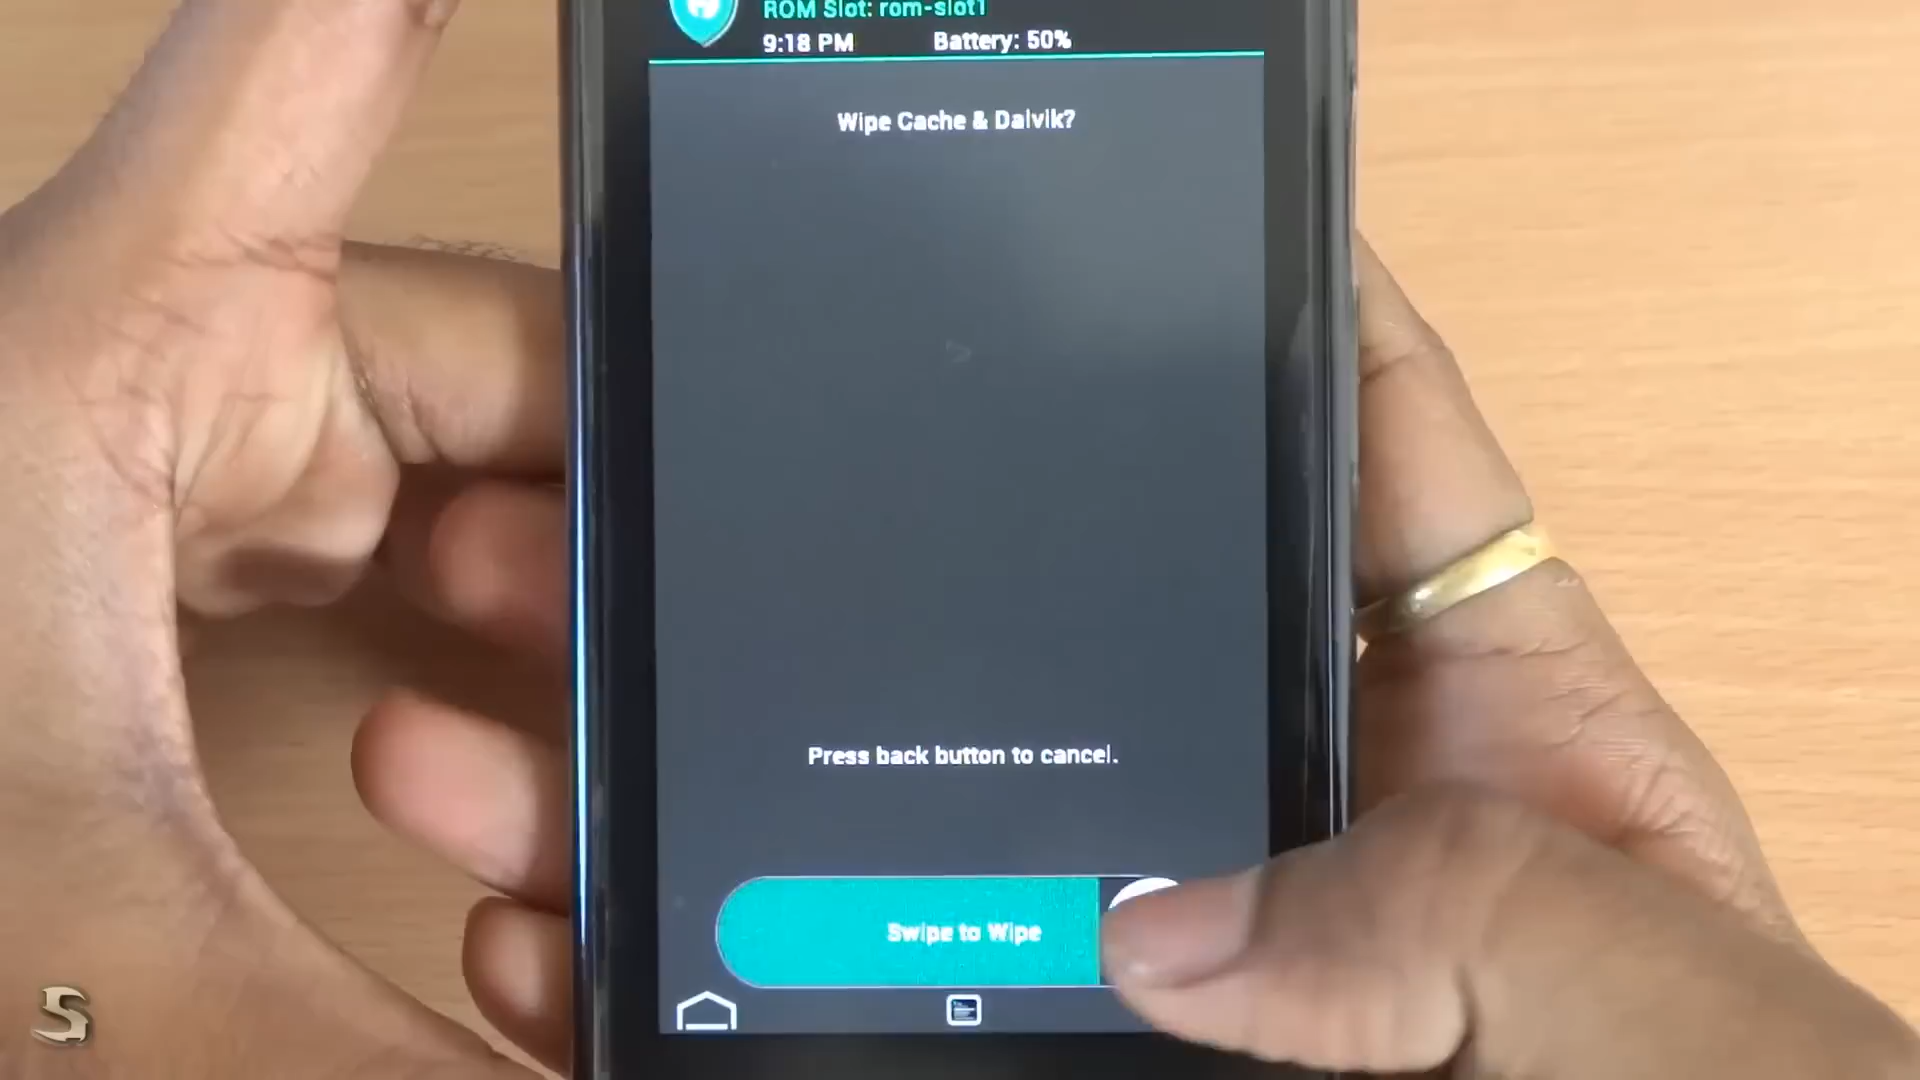 ROM Slot: rom-slot1
9:18 PM Battery: 50%
Wipe Cache & Dalvik?
Press back button to cancel.
Swipe to Wipe
S